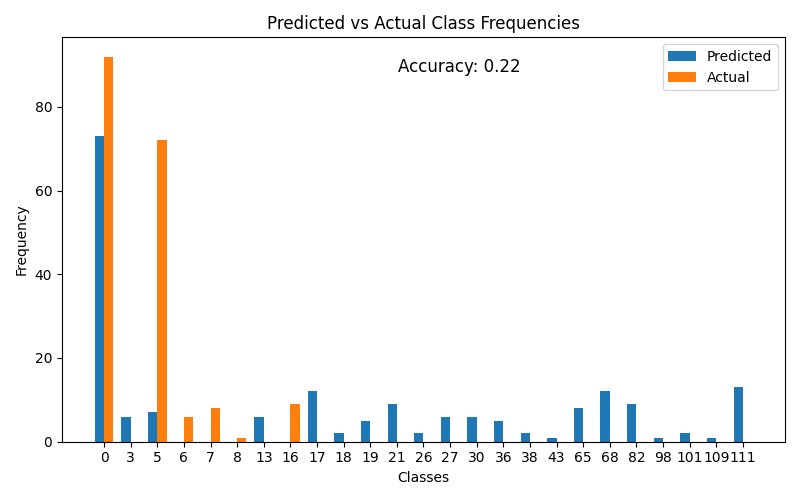 Predicted vs Actual Class Frequencies
Accuracy: 0.22
Predicted
Actual
Frequency
80
60
40
20
0
0 3 5 6 7 8 13 16 17 18 19 21 26 27 30 36 38 43 65 68 82 98 101 109 111
Classes